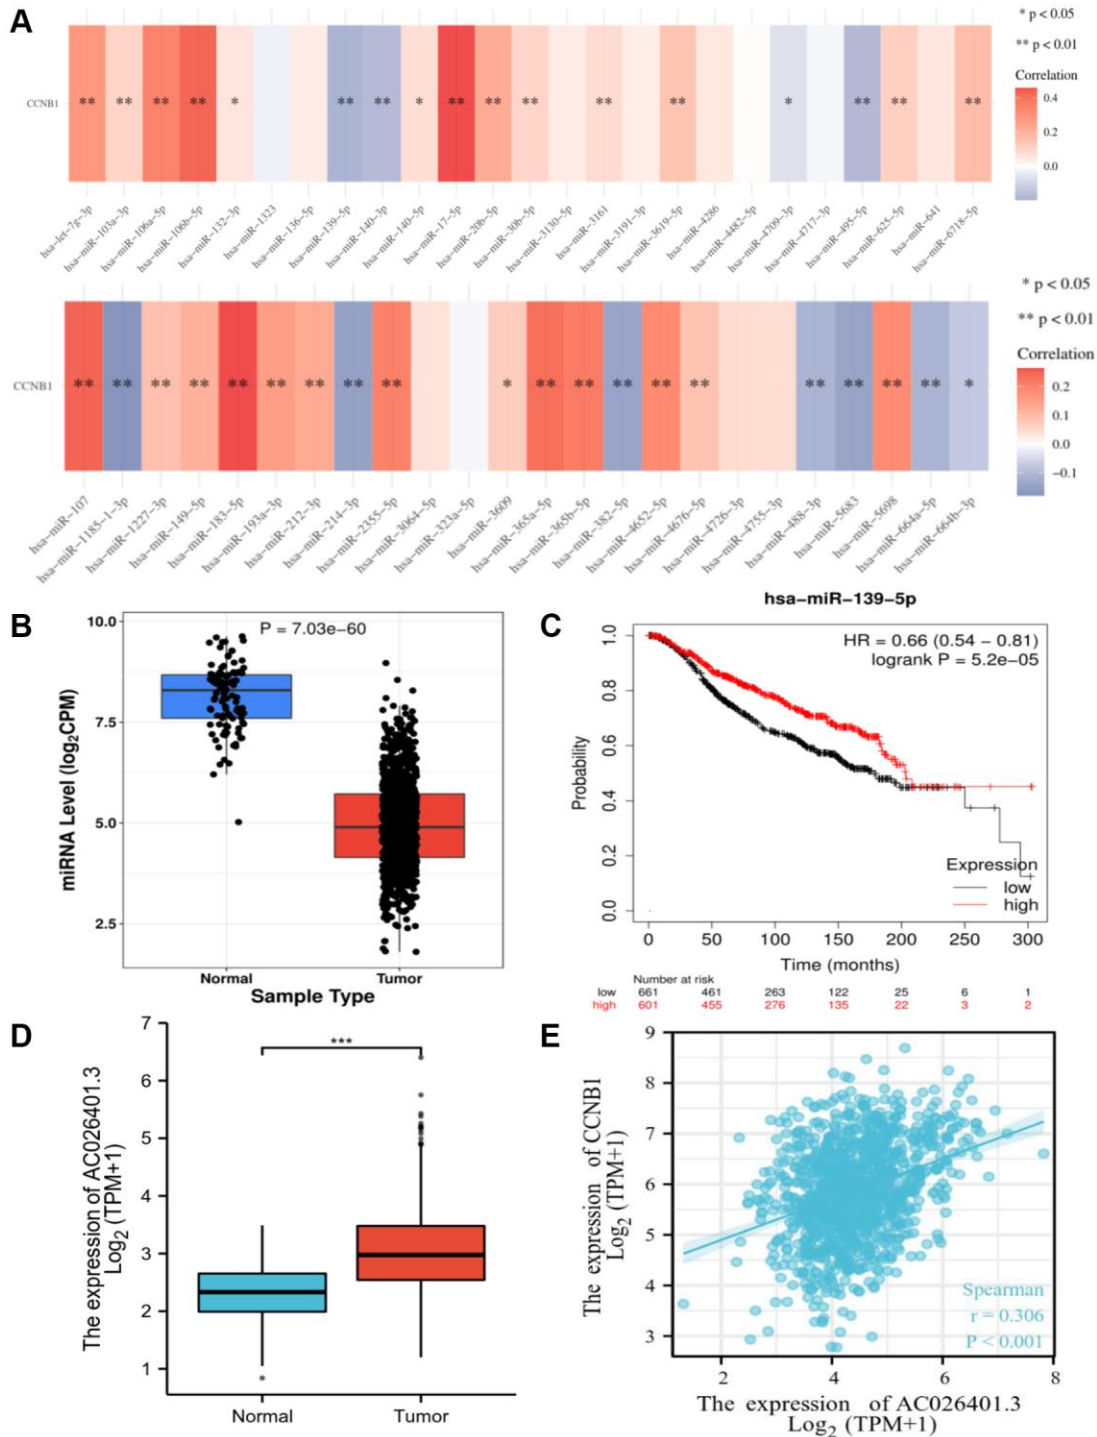 A
CCNB1
** ** ** ** * ** ** * ** ** ** ** ** * ** ** **
* p < 0.05
** p < 0.01
Correlation
0.4
0.2
0.0
hsa-let-7g-3p
hsa-miR-103a-3p
hsa-miR-106a-5p
hsa-miR-106b-5p
hsa-miR-132-3p
hsa-miR-1323
hsa-miR-136-5p
hsa-miR-139-5p
hsa-miR-140-3p
hsa-miR-140-5p
hsa-miR-17-5p
hsa-miR-20b-5p
hsa-miR-30b-5p
hsa-miR-3130-5p
hsa-miR-3161
hsa-miR-3191-3p
hsa-miR-3619-5p
hsa-miR-4286
hsa-miR-4482-5p
hsa-miR-4709-3p
hsa-miR-4717-3p
hsa-miR-495-5p
hsa-miR-625-5p
hsa-miR-641
hsa-miR-6718-5p
CCNB1
** ** ** ** ** ** ** ** ** * ** ** ** ** ** ** ** ** ** *
* p < 0.05
** p < 0.01
Correlation
0.2
0.1
0.0
−0.1
hsa-miR-107
hsa-miR-1185-1-3p
hsa-miR-1227-3p
hsa-miR-149-5p
hsa-miR-183-5p
hsa-miR-193a-3p
hsa-miR-212-3p
hsa-miR-214-3p
hsa-miR-2355-5p
hsa-miR-3064-5p
hsa-miR-323a-5p
hsa-miR-3609
hsa-miR-365a-5p
hsa-miR-365b-5p
hsa-miR-382-5p
hsa-miR-4652-5p
hsa-miR-4676-5p
hsa-miR-4726-3p
hsa-miR-4755-3p
hsa-miR-488-3p
hsa-miR-5683
hsa-miR-5698
hsa-miR-664a-5p
hsa-miR-664b-3p
B
P = 7.03e-60
miRNA Level (log2CPM)
10.0
7.5
5.0
2.5
Normal Tumor
Sample Type
C
hsa-miR-139-5p
HR = 0.66 (0.54 − 0.81)
logrank P = 5.2e-05
Probability
1.0
0.8
0.6
0.4
0.2
0.0
Expression
low
high
0 50 100 150 200 250 300
Time (months)
Number at risk
low 661 461 263 122 25 6 1
high 601 455 276 135 22 3 2
D
***
The expression of AC026401.3
Log2 (TPM+1)
7
6
5
4
3
2
1
Normal Tumor
E
The expression of CCNB1
Log2 (TPM+1)
9
8
7
6
5
4
3
Spearman
r = 0.306
P < 0.001
2 4 6 8
The expression of AC026401.3
Log2 (TPM+1)